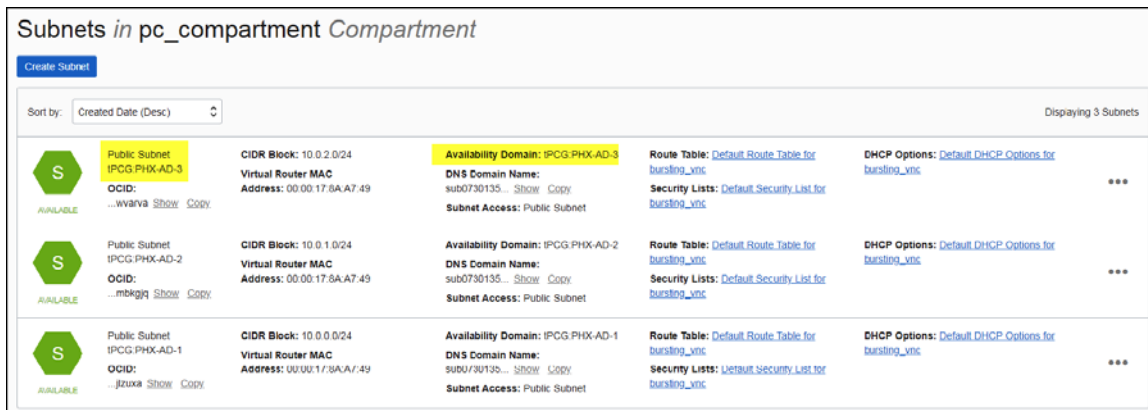 Subnets in pc_compartment Compartment
Create Subnet
Sort by: Created Date (Desc) Displaying 3 Subnets
S
AVAILABLE
Public Subnet
tPCG:PHX-AD-3
OCID:
...wvarva Show Copy
CIDR Block: 10.0.2.0/24
Virtual Router MAC
Address: 00:00:17:8A:A7:49
Availability Domain: tPCG:PHX-AD-3
DNS Domain Name:
sub0730135... Show Copy
Subnet Access: Public Subnet
Route Table: Default Route Table for
bursting_vnc
Security Lists: Default Security List for
bursting_vnc
DHCP Options: Default DHCP Options for
bursting_vnc
S
AVAILABLE
Public Subnet
tPCG:PHX-AD-2
OCID:
...mbkgjq Show Copy
CIDR Block: 10.0.1.0/24
Virtual Router MAC
Address: 00:00:17:8A:A7:49
Availability Domain: tPCG:PHX-AD-2
DNS Domain Name:
sub0730135... Show Copy
Subnet Access: Public Subnet
Route Table: Default Route Table for
bursting_vnc
Security Lists: Default Security List for
bursting_vnc
DHCP Options: Default DHCP Options for
bursting_vnc
S
AVAILABLE
Public Subnet
tPCG:PHX-AD-1
OCID:
...jtzuxa Show Copy
CIDR Block: 10.0.0.0/24
Virtual Router MAC
Address: 00:00:17:8A:A7:49
Availability Domain: tPCG:PHX-AD-1
DNS Domain Name:
sub0730135... Show Copy
Subnet Access: Public Subnet
Route Table: Default Route Table for
bursting_vnc
Security Lists: Default Security List for
bursting_vnc
DHCP Options: Default DHCP Options for
bursting_vnc